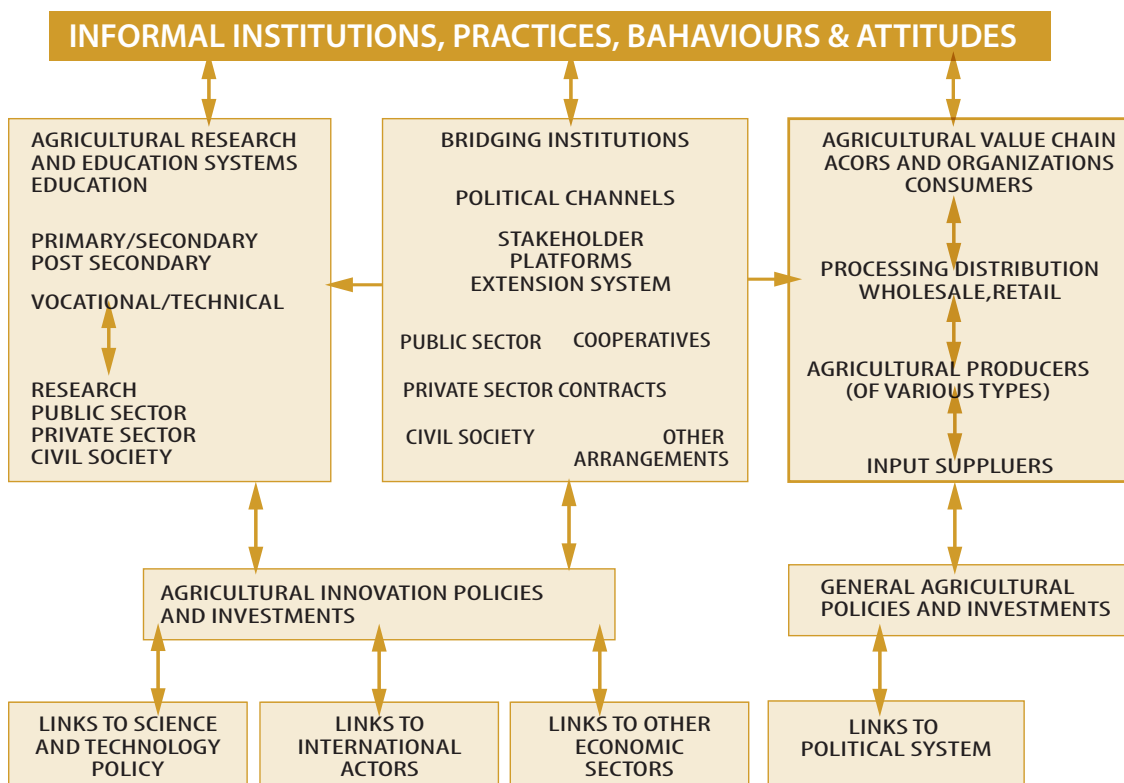 INFORMAL INSTITUTIONS, PRACTICES, BAHAVIOURS & ATTITUDES
AGRICULTURAL RESEARCH
AND EDUCATION SYSTEMS
EDUCATION
PRIMARY/SECONDARY
POST SECONDARY
VOCATIONAL/TECHNICAL
RESEARCH
PUBLIC SECTOR
PRIVATE SECTOR
CIVIL SOCIETY
BRIDGING INSTITUTIONS
POLITICAL CHANNELS
STAKEHOLDER
PLATFORMS
EXTENSION SYSTEM
PUBLIC SECTOR
COOPERATIVES
PRIVATE SECTOR CONTRACTS
CIVIL SOCIETY
OTHER
ARRANGEMENTS
AGRICULTURAL VALUE CHAIN
ACORS AND ORGANIZATIONS
CONSUMERS
PROCESSING DISTRIBUTION
WHOLESALE,RETAIL
AGRICULTURAL PRODUCERS
(OF VARIOUS TYPES)
INPUT SUPPLUERS
AGRICULTURAL INNOVATION POLICIES
AND INVESTMENTS
GENERAL AGRICULTURAL
POLICIES AND INVESTMENTS
LINKS TO SCIENCE
AND TECHNOLOGY
POLICY
LINKS TO
INTERNATIONAL
ACTORS
LINKS TO OTHER
ECONOMIC
SECTORS
LINKS TO
POLITICAL SYSTEM